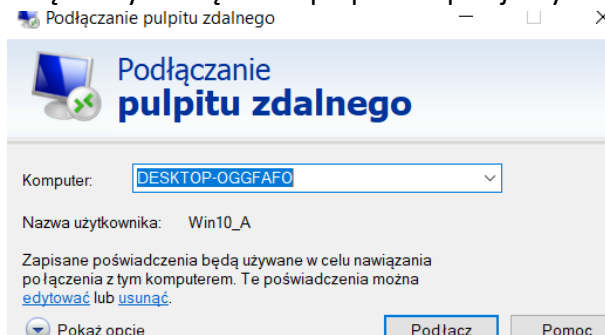 Podłączanie pulpitu zdalnego
Podłączanie
pulpitu zdalnego
Komputer: DESKTOP-OGGFAFO
Nazwa użytkownika: Win10_A
Zapisane poświadczenia będą używane w celu nawiązania
połączenia z tym komputerem. Te poświadczenia można
edytować lub usunąć.
Pokaż opcje Podłącz Pomoc